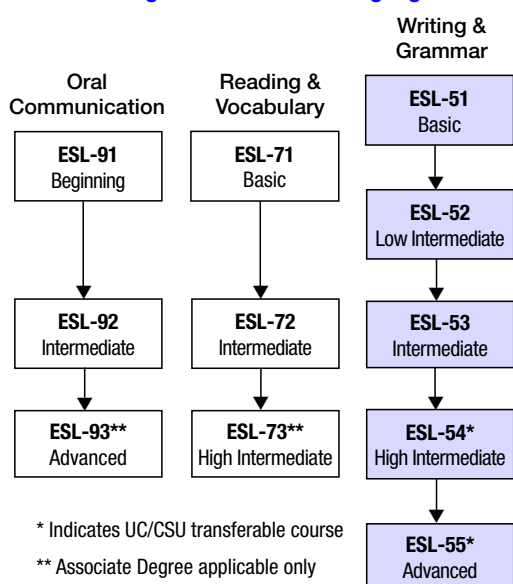 Writing &
Grammar
Oral
Communication
Reading &
Vocabulary
ESL-51
Basic
ESL-91
Beginning
ESL-71
Basic
ESL-52
Low Intermediate
ESL-92
Intermediate
ESL-72
Intermediate
ESL-53
Intermediate
ESL-93**
Advanced
ESL-73**
High Intermediate
ESL-54*
High Intermediate
* Indicates UC/CSU transferable course
** Associate Degree applicable only
ESL-55*
Advanced